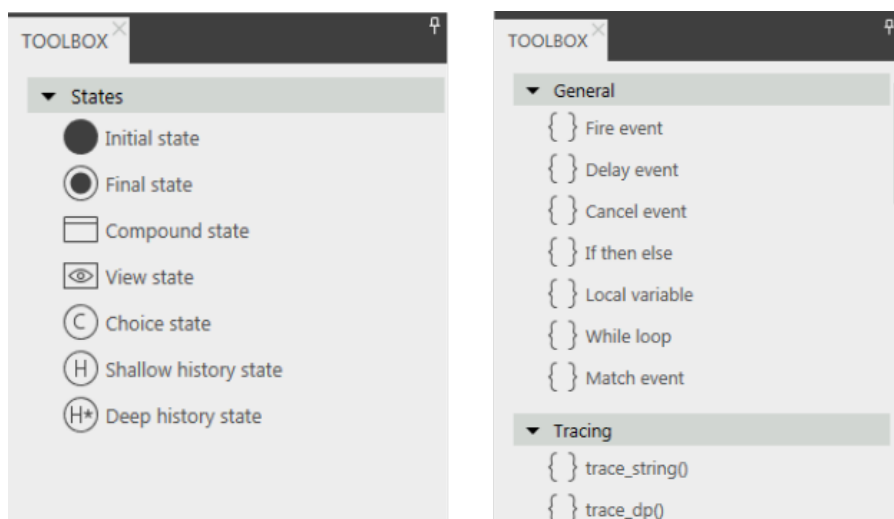 TOOLBOX
States
Initial state
Final state
Compound state
View state
C Choice state
H Shallow history state
H* Deep history state
TOOLBOX
General
{ } Fire event
{ } Delay event
{ } Cancel event
{ } If then else
{ } Local variable
{ } While loop
{ } Match event
Tracing
{ } trace_string()
{ } trace_dp()